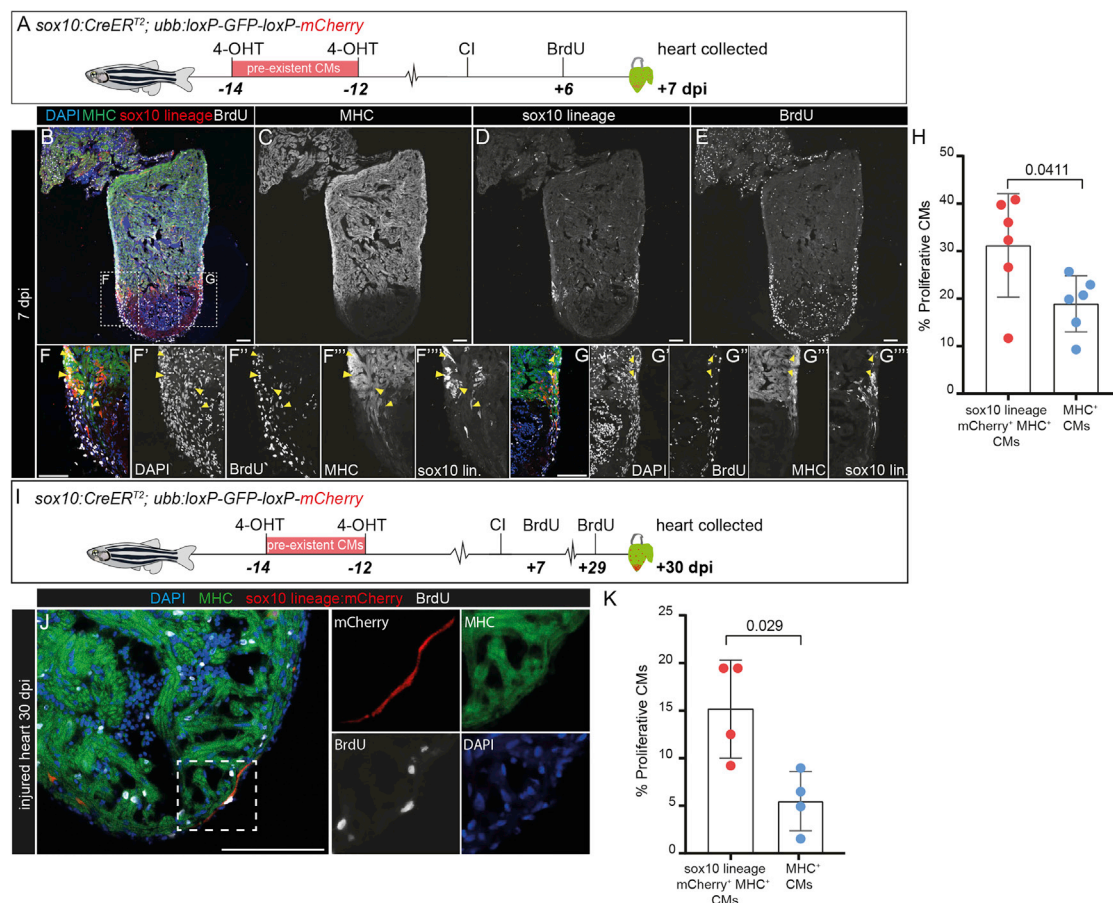 A sox10:CreERT2; ubb:loxP-GFP-loxP-mCherry
4-OHT 4-OHT CI BrdU heart collected
pre-existent CMs
-14 -12 +6 +7 dpi
DAPI MHC sox10 lineage BrdU MHC sox10 lineage BrdU
7 dpi
B C D E
F G
F F' F'' F''' F'''' G G' G'' G''' G''''
DAPI BrdU MHC sox10 lin. DAPI BrdU MHC sox10 lin.
H
0.0411
% Proliferative CMs
50
40
30
20
10
0
sox10 lineage
mCherry+ MHC+
CMs
MHC+
CMs
I sox10:CreERT2; ubb:loxP-GFP-loxP-mCherry
4-OHT 4-OHT CI BrdU BrdU heart collected
pre-existent CMs
-14 -12 +7 +29 +30 dpi
DAPI MHC sox10 lineage:mCherry BrdU
injured heart 30 dpi
J
mCherry MHC
BrdU DAPI
K
0.029
% Proliferative CMs
25
20
15
10
5
0
sox10 lineage
mCherry+ MHC+
CMs
MHC+
CMs